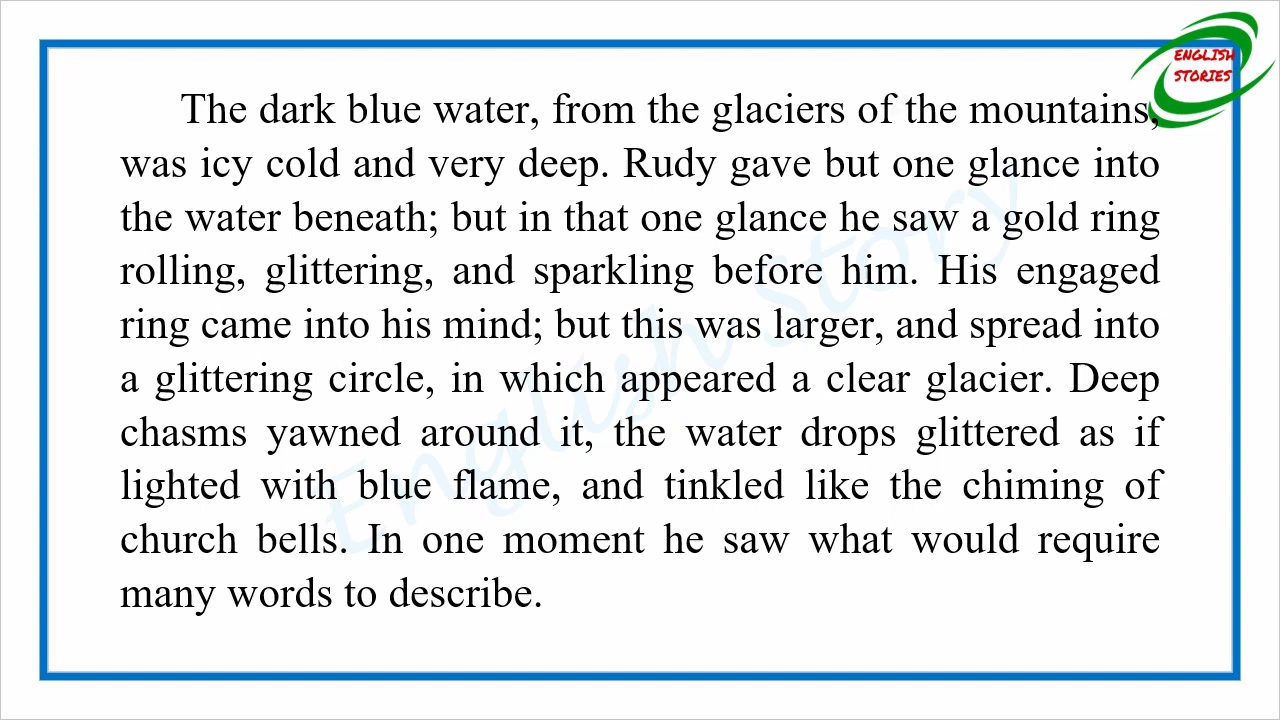 ENGLISH
STORIES
The dark blue water, from the glaciers of the mountains,
was icy cold and very deep. Rudy gave but one glance into
the water beneath; but in that one glance he saw a gold ring
rolling, glittering, and sparkling before him. His engaged
ring came into his mind; but this was larger, and spread into
a glittering circle, in which appeared a clear glacier. Deep
chasms yawned around it, the water drops glittered as if
lighted with blue flame, and tinkled like the chiming of
church bells. In one moment he saw what would require
many words to describe.
English Story